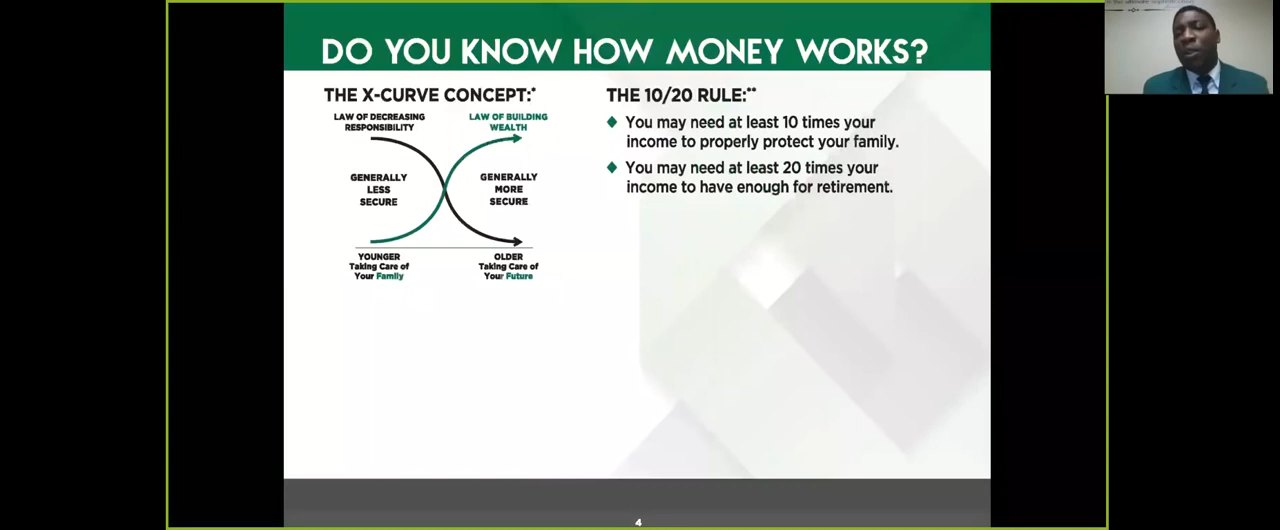 DO YOU KNOW HOW MONEY WORKS?
THE X-CURVE CONCEPT:*
LAW OF DECREASING
RESPONSIBILITY
LAW OF BUILDING
WEALTH
GENERALLY
LESS
SECURE
GENERALLY
MORE
SECURE
YOUNGER
Taking Care of
Your Family
OLDER
Taking Care of
Your Future
THE 10/20 RULE:**
You may need at least 10 times your
income to properly protect your family.
You may need at least 20 times your
income to have enough for retirement.
4